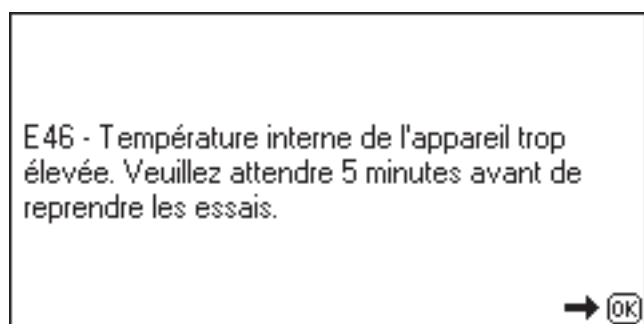 E46 - Température interne de l'appareil trop
élevée. Veuillez attendre 5 minutes avant de
reprendre les essais.
➡ OK